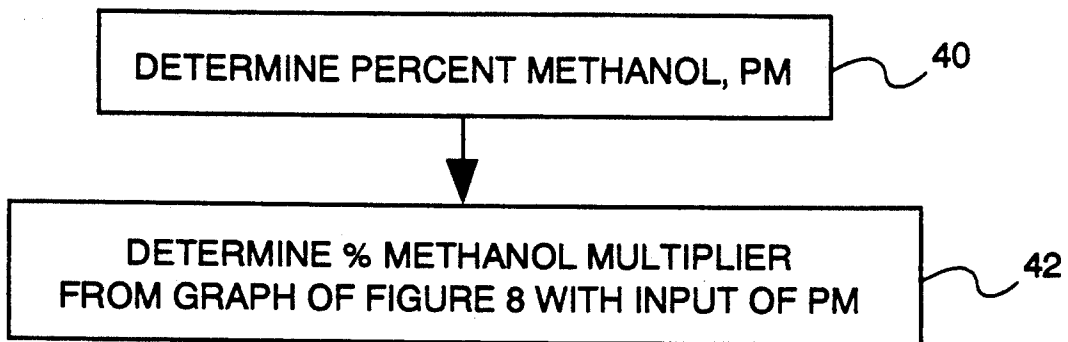 DETERMINE PERCENT METHANOL, PM
40
DETERMINE % METHANOL MULTIPLIER
FROM GRAPH OF FIGURE 8 WITH INPUT OF PM
42